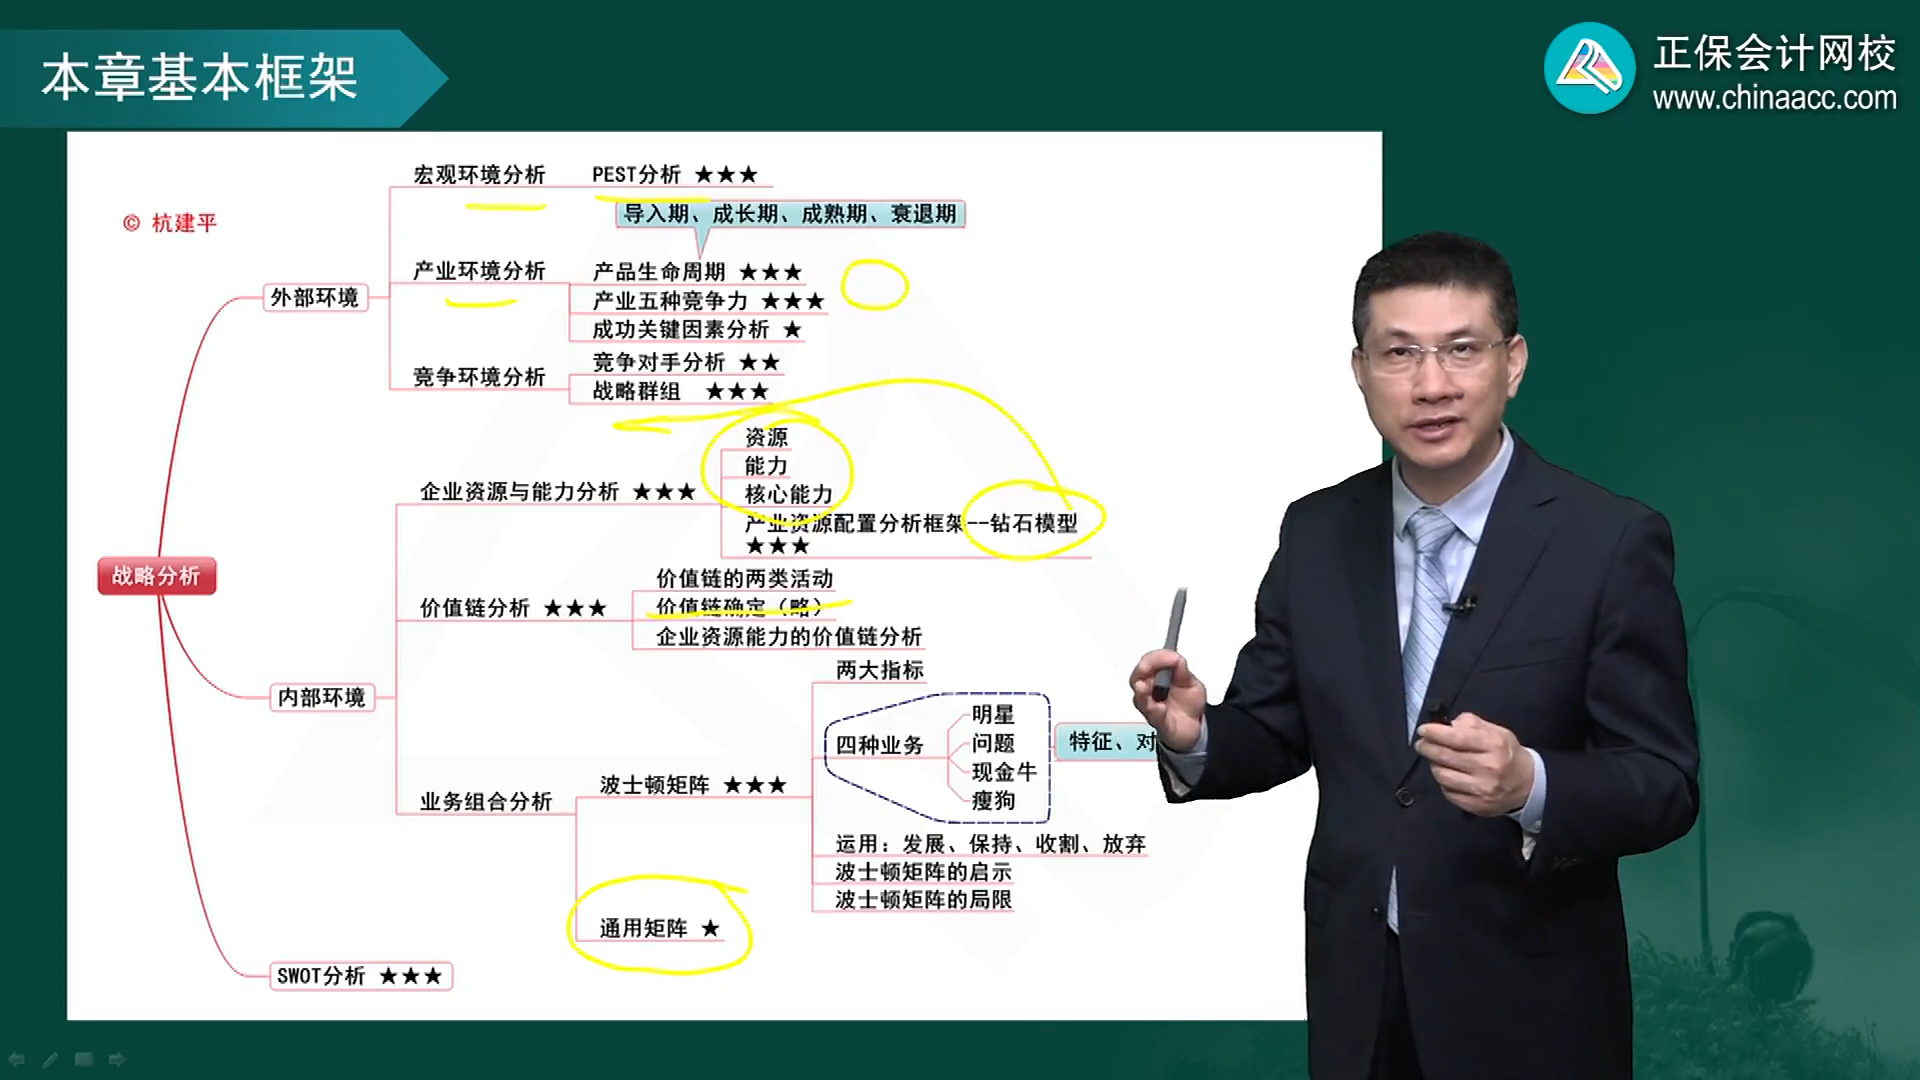 本章基本框架
正保会计网校
www.chinaacc.com
© 杭建平
战略分析
外部环境
宏观环境分析
PEST分析 ★★★
导入期、成长期、成熟期、衰退期
产业环境分析
产品生命周期 ★★★
产业五种竞争力 ★★★
成功关键因素分析 ★
竞争环境分析
竞争对手分析 ★★
战略群组 ★★★
内部环境
企业资源与能力分析 ★★★
资源
能力
核心能力
产业资源配置分析框架--钻石模型
★★★
价值链分析 ★★★
价值链的两类活动
价值链确定（略）
企业资源能力的价值链分析
业务组合分析
波士顿矩阵 ★★★
两大指标
四种业务
明星
问题
现金牛
瘦狗
特征、对
运用：发展、保持、收割、放弃
波士顿矩阵的启示
波士顿矩阵的局限
通用矩阵 ★
SWOT分析 ★★★